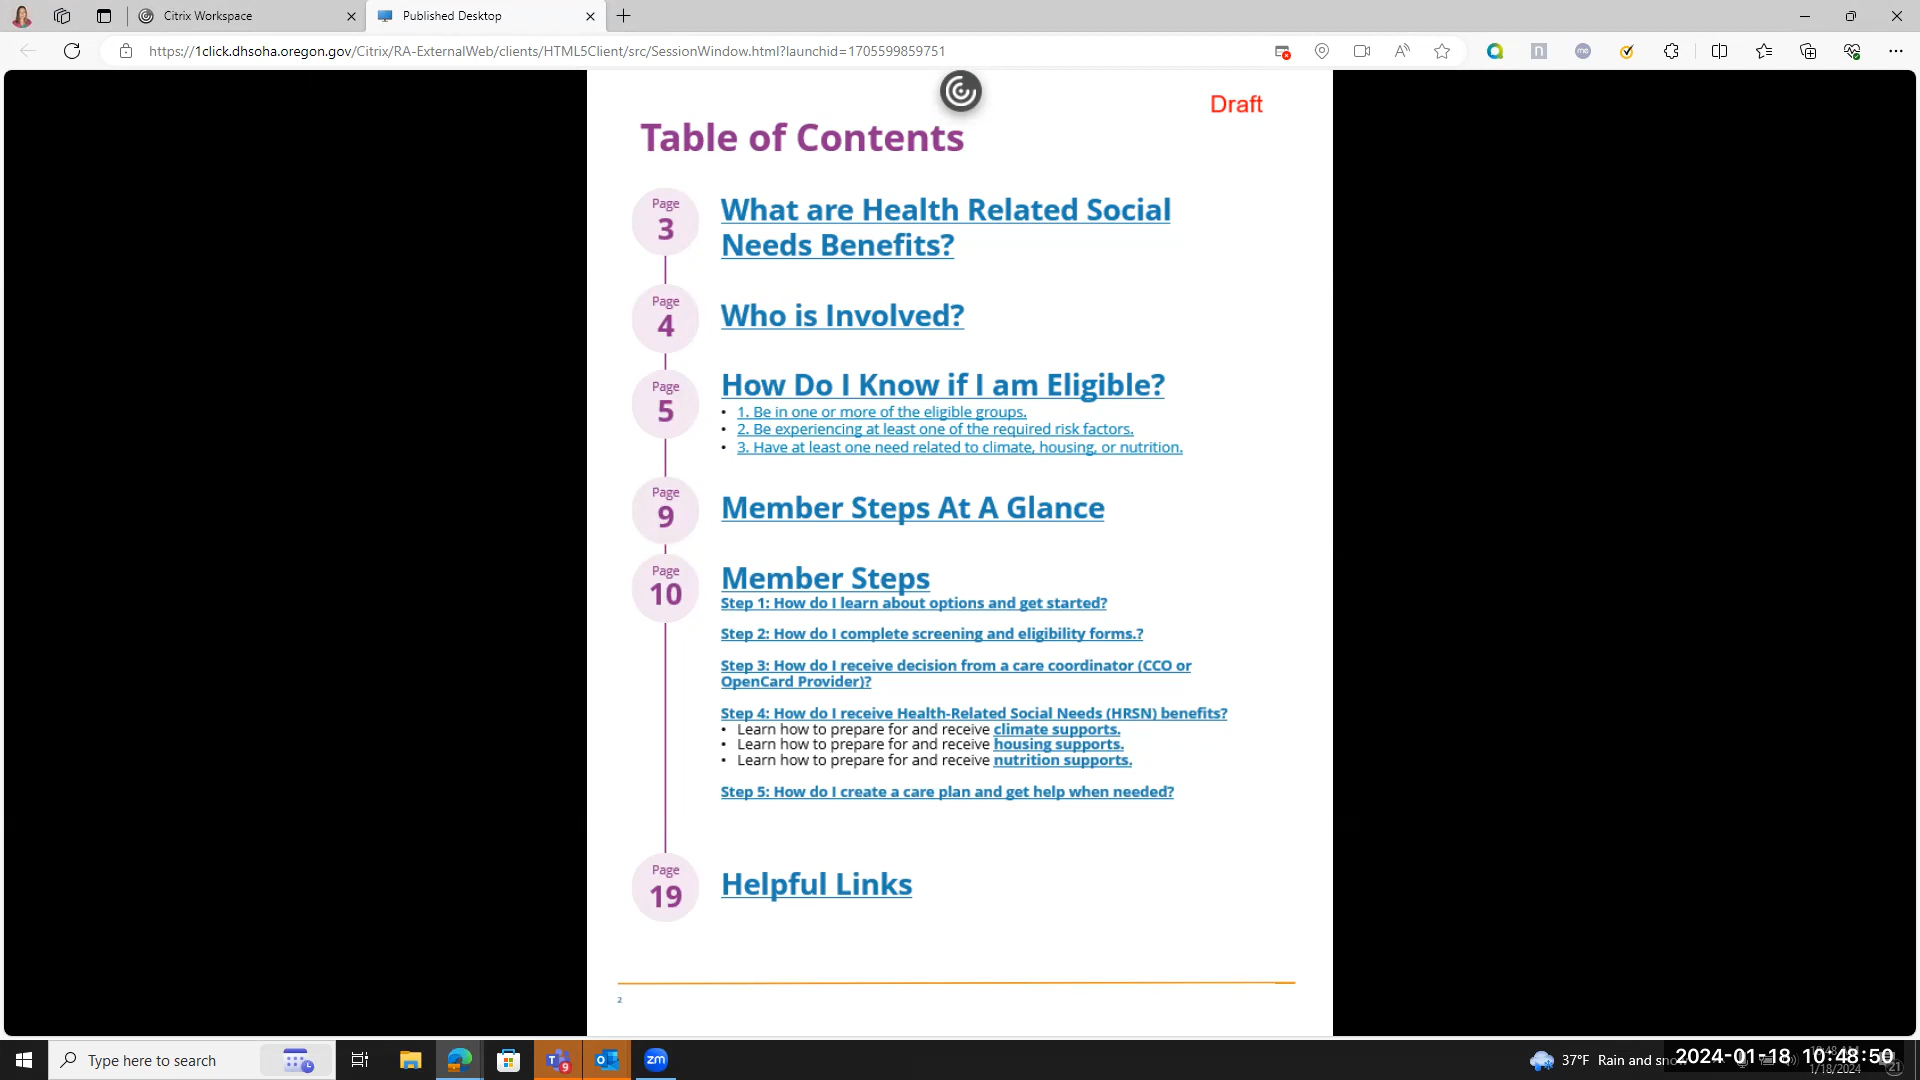 Citrix Workspace
Published Desktop
https://1click.dhsoha.oregon.gov/Citrix/RA-ExternalWeb/clients/HTML5Client/src/SessionWindow.html?launchid=1705599859751
Draft
Table of Contents
Page
3
What are Health Related Social
Needs Benefits?
Page
4
Who is Involved?
Page
5
How Do I Know if I am Eligible?
• 1. Be in one or more of the eligible groups.
• 2. Be experiencing at least one of the required risk factors.
• 3. Have at least one need related to climate, housing, or nutrition.
Page
9
Member Steps At A Glance
Page
10
Member Steps
Step 1: How do I learn about options and get started?
Step 2: How do I complete screening and eligibility forms.?
Step 3: How do I receive decision from a care coordinator (CCO or
OpenCard Provider)?
Step 4: How do I receive Health-Related Social Needs (HRSN) benefits?
• Learn how to prepare for and receive climate supports.
• Learn how to prepare for and receive housing supports.
• Learn how to prepare for and receive nutrition supports.
Step 5: How do I create a care plan and get help when needed?
Page
19
Helpful Links
2
Type here to search
9
zm
37°F Rain and
2024-01-18 10:48:50
1/18/2024
21